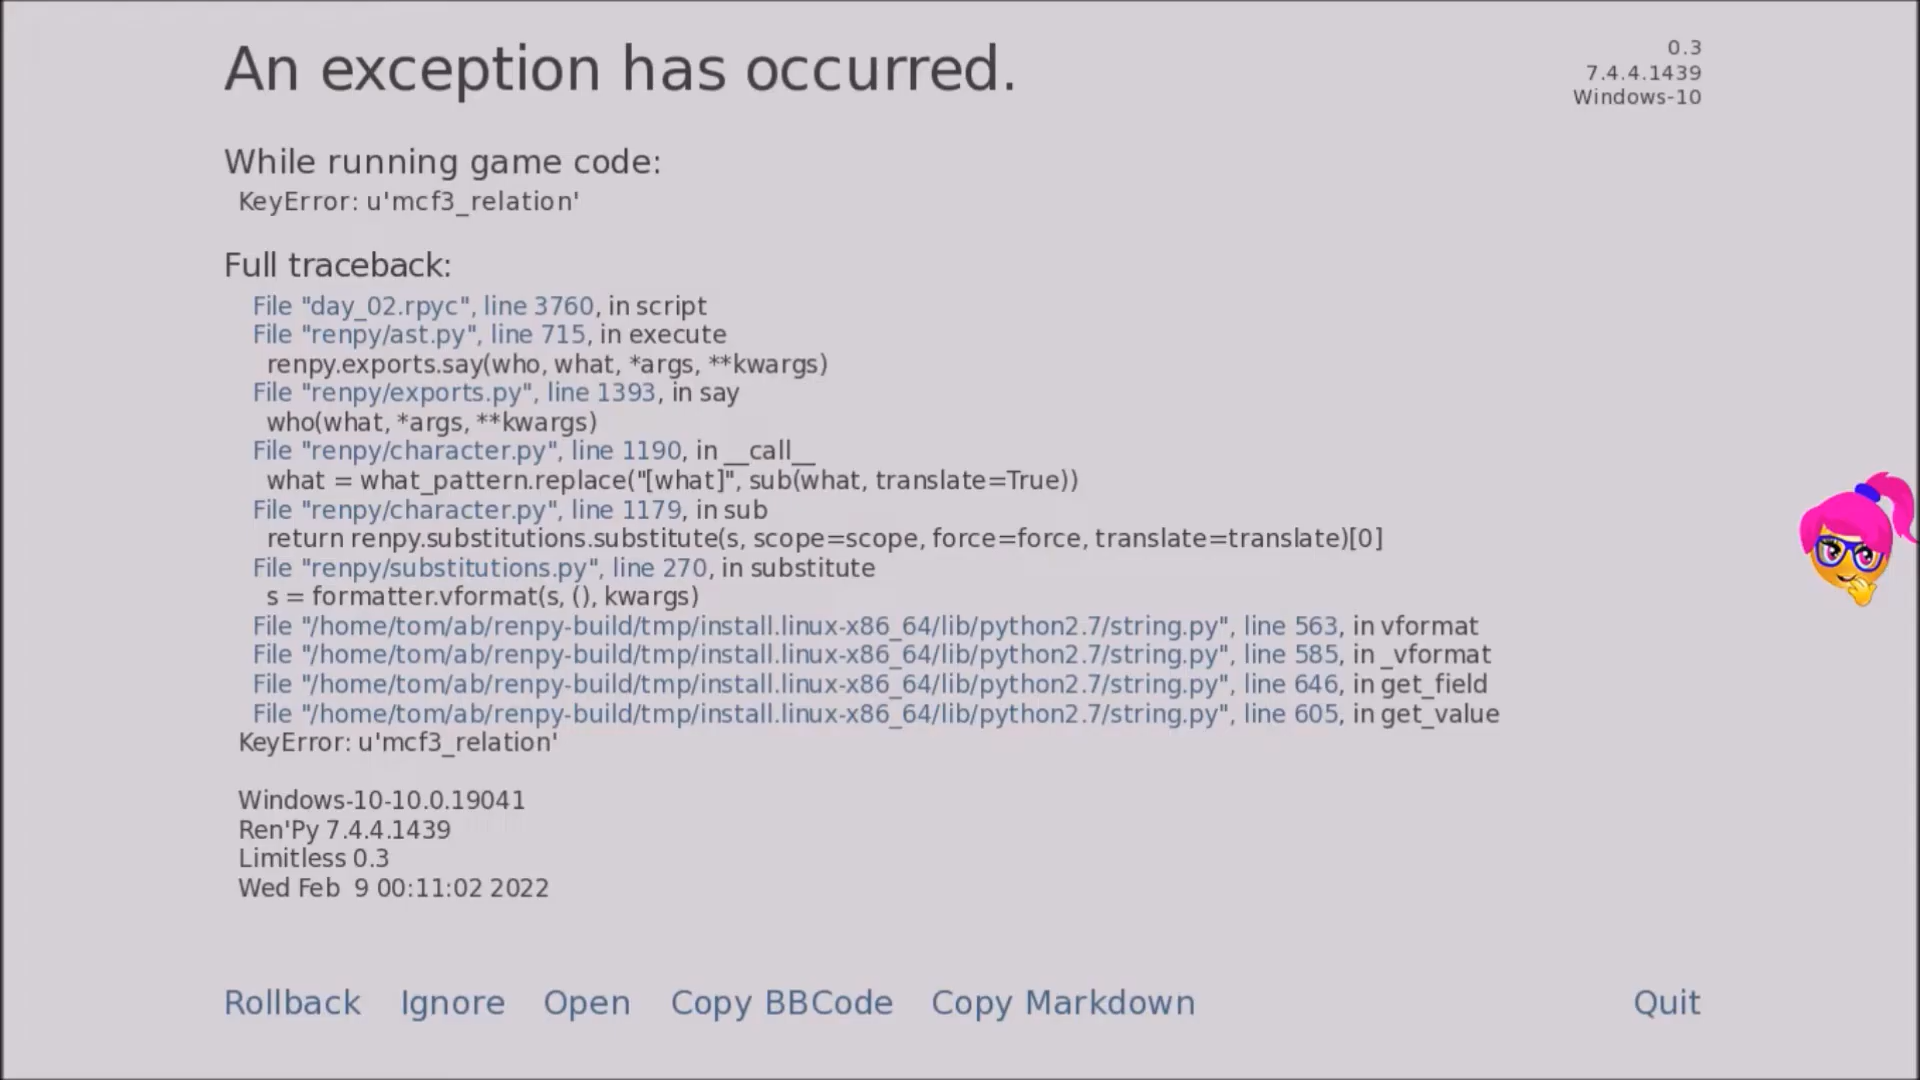 An exception has occurred.
0.3
7.4.4.1439
Windows-10
While running game code:
KeyError: u'mcf3_relation'
Full traceback:
File "day_02.rpyc", line 3760, in script
File "renpy/ast.py", line 715, in execute
renpy.exports.say(who, what, *args, **kwargs)
File "renpy/exports.py", line 1393, in say
who(what, *args, **kwargs)
File "renpy/character.py", line 1190, in __call__
what = what_pattern.replace("[what]", sub(what, translate=True))
File "renpy/character.py", line 1179, in sub
return renpy.substitutions.substitute(s, scope=scope, force=force, translate=translate)[0]
File "renpy/substitutions.py", line 270, in substitute
s = formatter.vformat(s, (), kwargs)
File "/home/tom/ab/renpy-build/tmp/install.linux-x86_64/lib/python2.7/string.py", line 563, in vformat
File "/home/tom/ab/renpy-build/tmp/install.linux-x86_64/lib/python2.7/string.py", line 585, in _vformat
File "/home/tom/ab/renpy-build/tmp/install.linux-x86_64/lib/python2.7/string.py", line 646, in get_field
File "/home/tom/ab/renpy-build/tmp/install.linux-x86_64/lib/python2.7/string.py", line 605, in get_value
KeyError: u'mcf3_relation'
Windows-10-10.0.19041
Ren'Py 7.4.4.1439
Limitless 0.3
Wed Feb  9 00:11:02 2022
Rollback Ignore Open Copy BBCode Copy Markdown Quit